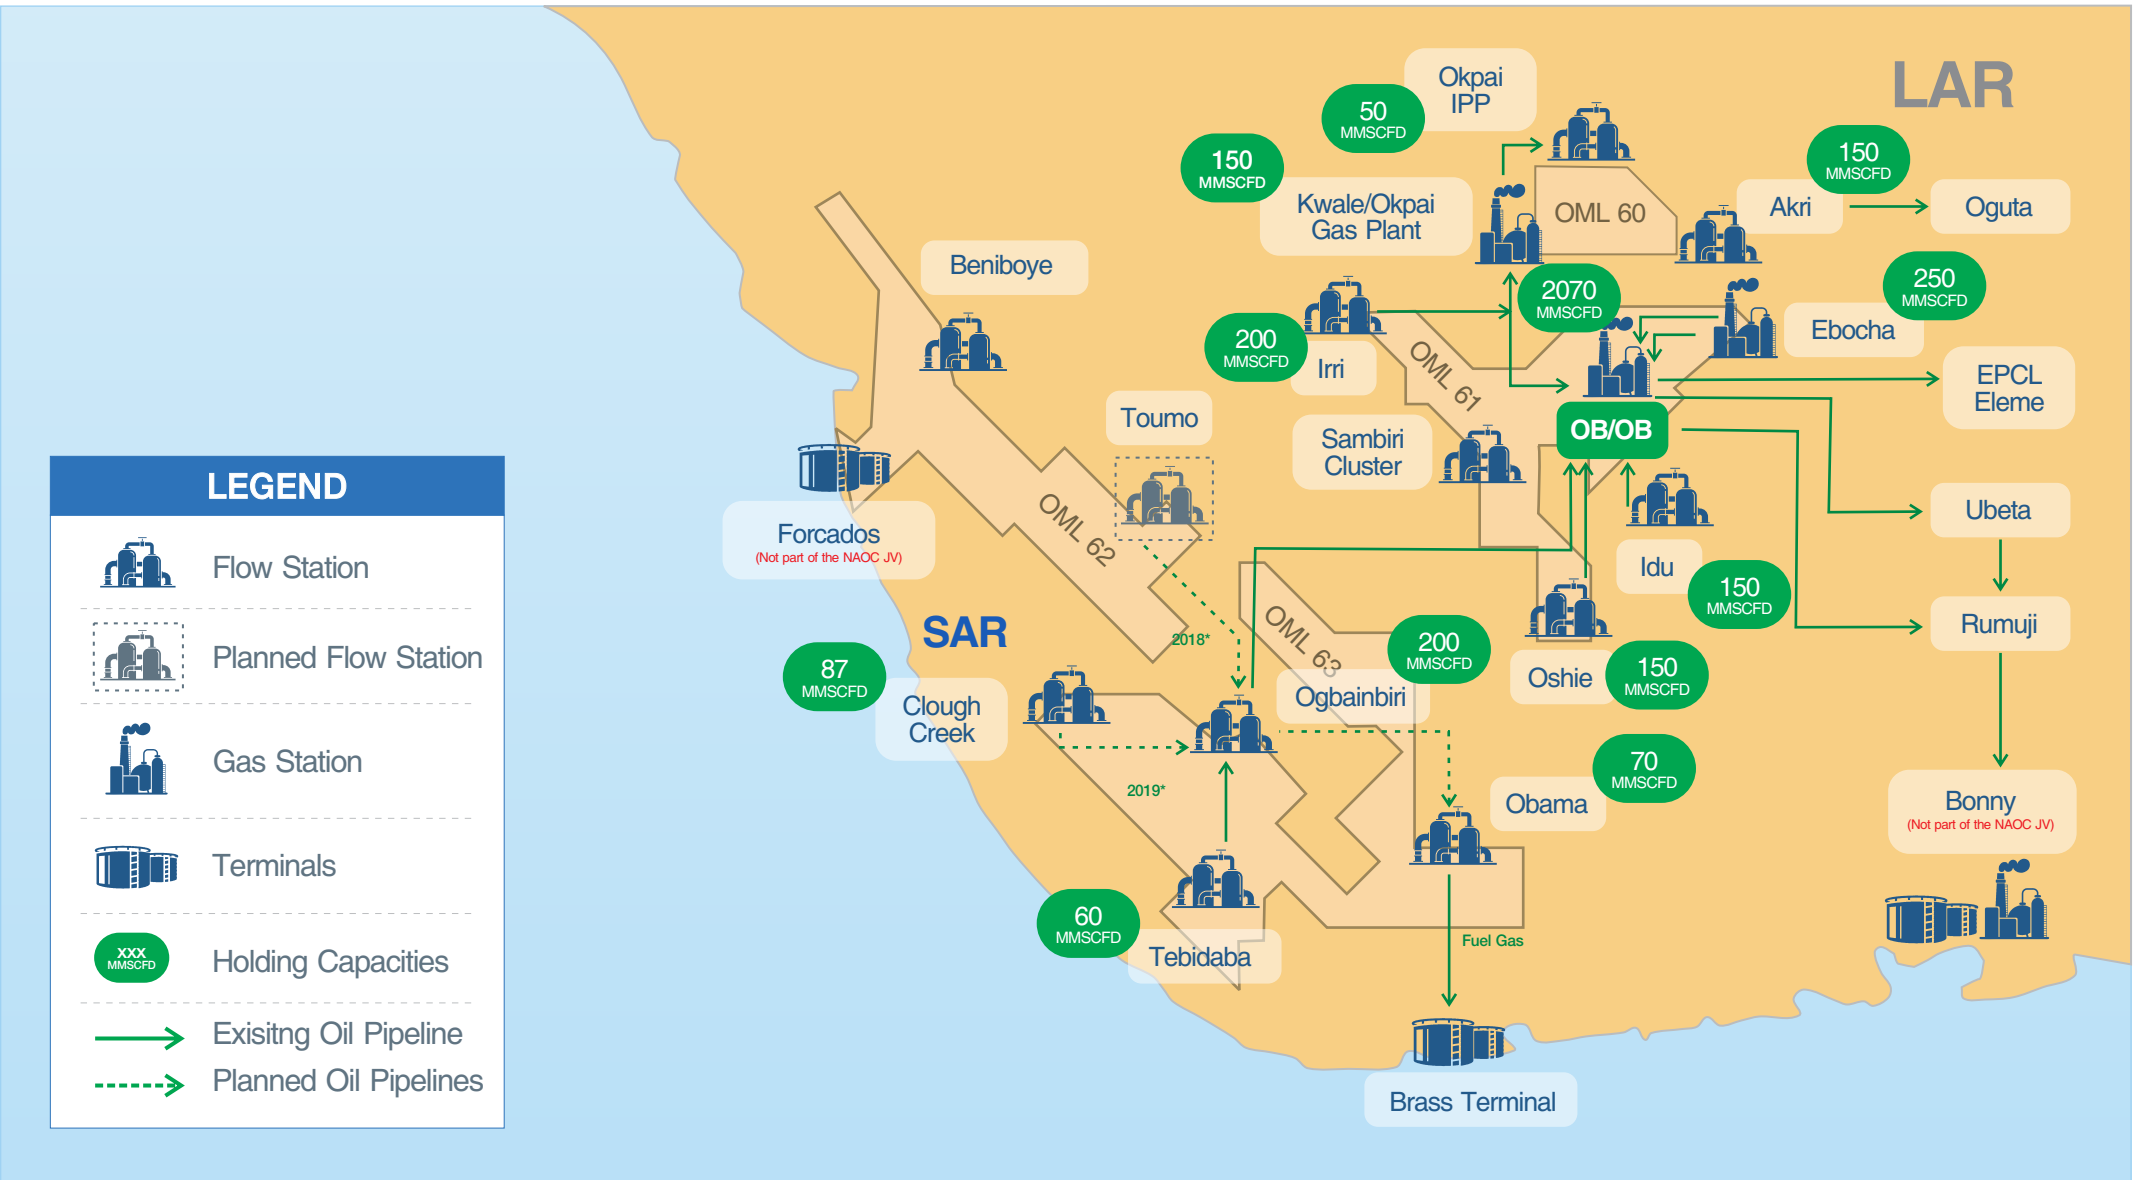 LAR
Okpai
IPP
50
MMSCFD
150
MMSCFD
Kwale/Okpai
Gas Plant
OML 60
150
MMSCFD
Akri
Oguta
Beniboye
2070
MMSCFD
250
MMSCFD
Ebocha
200
MMSCFD
Irri
OML 61
EPCL
Eleme
Toumo
Sambiri
Cluster
OB/OB
Forcados
(Not part of the NAOC JV)
OML 62
Ubeta
Idu
150
MMSCFD
Rumuji
SAR
2018*
OML 63
200
MMSCFD
Ogbainbiri
Oshie
150
MMSCFD
87
MMSCFD
Clough
Creek
2019*
70
MMSCFD
Obama
Bonny
(Not part of the NAOC JV)
60
MMSCFD
Tebidaba
Fuel Gas
Brass Terminal
LEGEND
Flow Station
Planned Flow Station
Gas Station
Terminals
XXX
MMSCFD
Holding Capacities
Exisitng Oil Pipeline
Planned Oil Pipelines